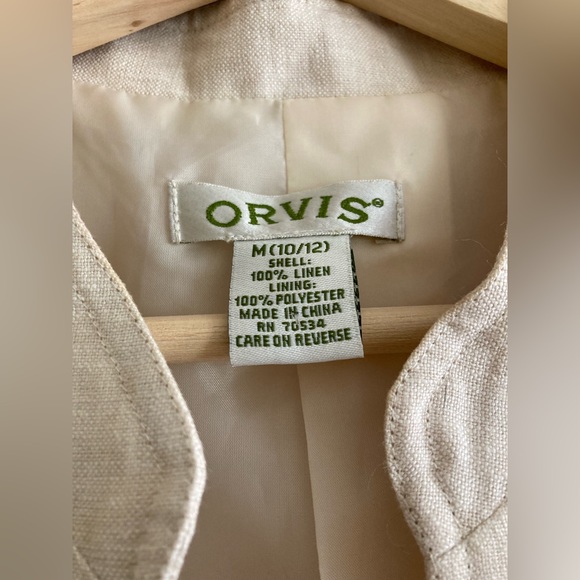 ORVIS®
M (10/12)
SHELL:
100% LINEN
LINING:
100% POLYESTER
MADE IN CHINA
RN 70534
CARE ON REVERSE